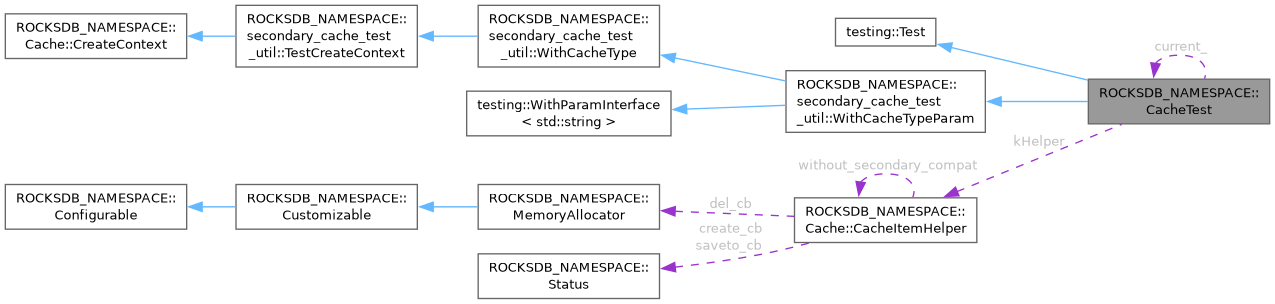 ROCKSDB_NAMESPACE::
Cache::CreateContext
ROCKSDB_NAMESPACE::
secondary_cache_test
_util::TestCreateContext
ROCKSDB_NAMESPACE::
secondary_cache_test
_util::WithCacheType
testing::Test
current_
testing::WithParamInterface
< std::string >
ROCKSDB_NAMESPACE::
secondary_cache_test
_util::WithCacheTypeParam
ROCKSDB_NAMESPACE::
CacheTest
kHelper
without_secondary_compat
ROCKSDB_NAMESPACE::
Configurable
ROCKSDB_NAMESPACE::
Customizable
ROCKSDB_NAMESPACE::
MemoryAllocator
del_cb
create_cb
saveto_cb
ROCKSDB_NAMESPACE::
Cache::CacheItemHelper
ROCKSDB_NAMESPACE::
Status